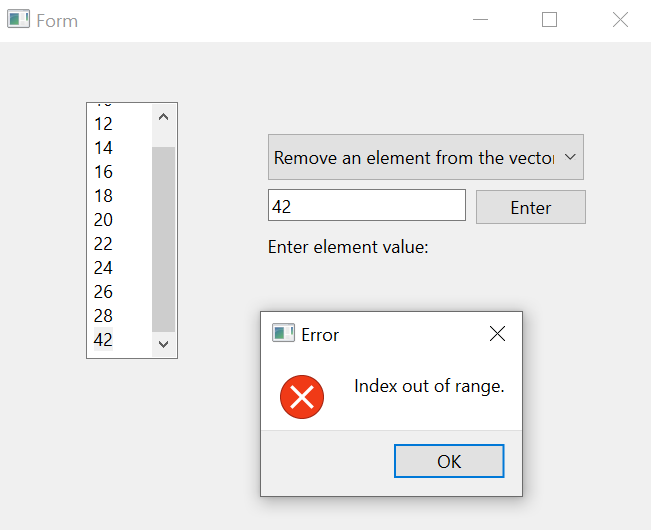 Form
12
14
16
18
20
22
24
26
28
42
Remove an element from the vecto
42
Enter
Enter element value:
Error
Index out of range.
OK